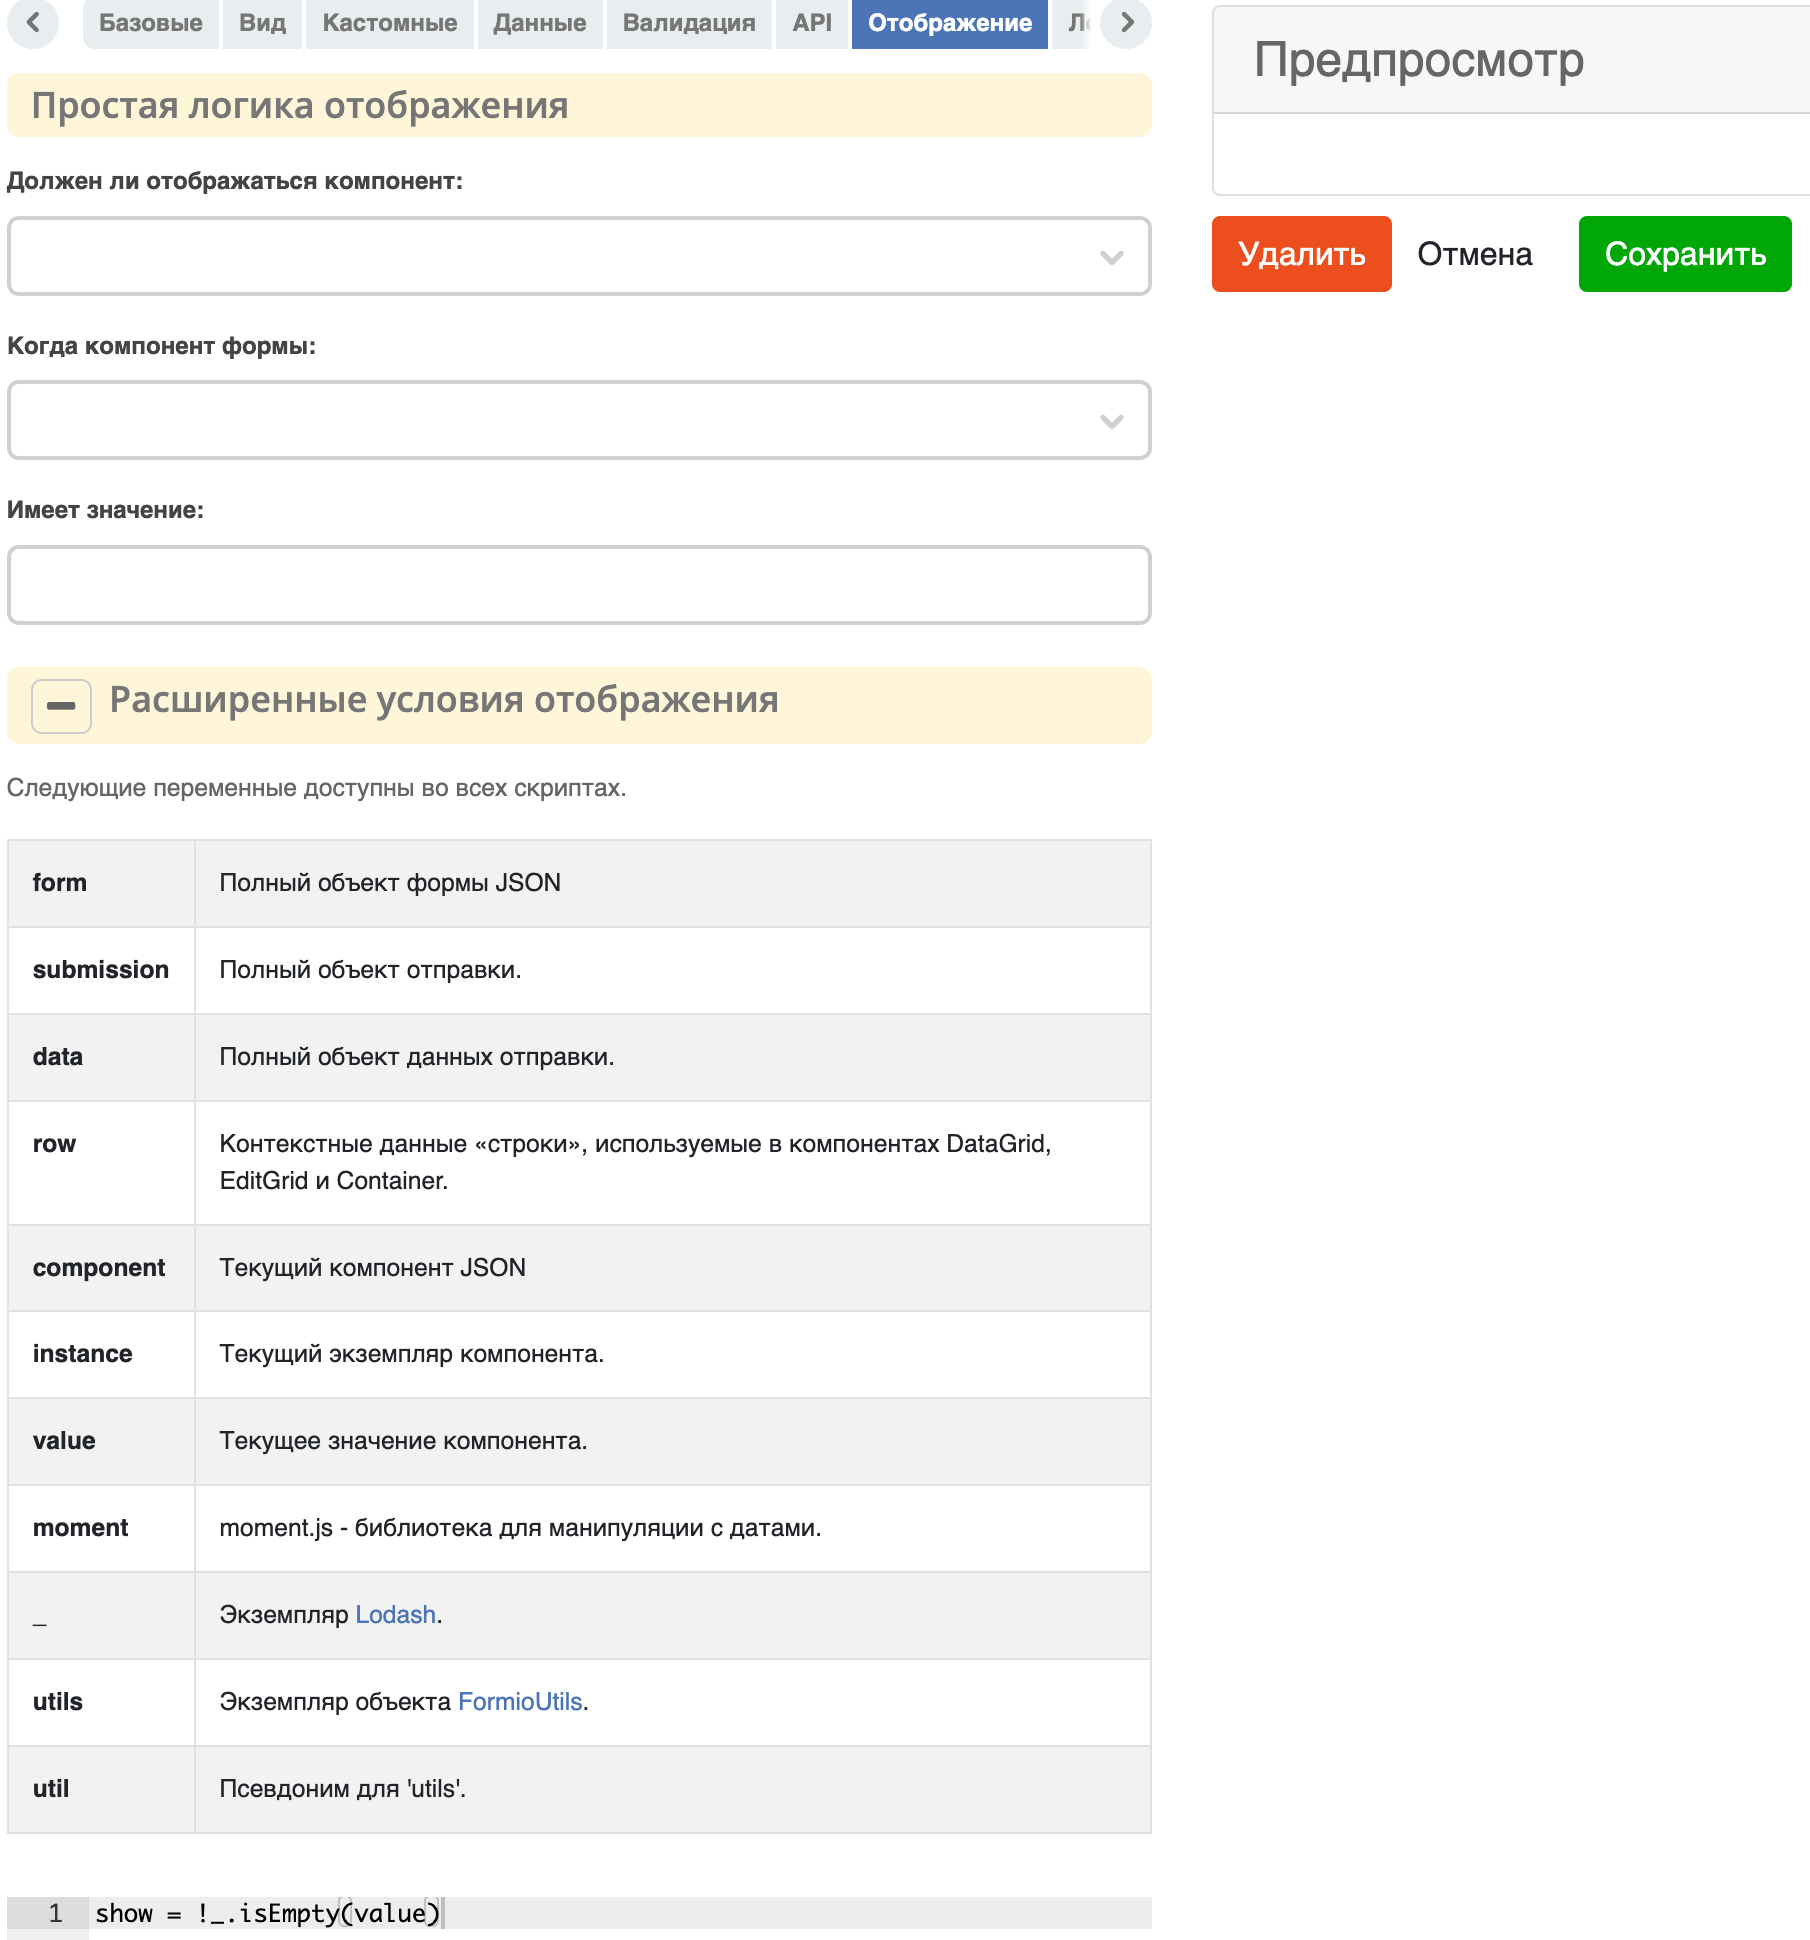 Базовые Вид Кастомные Данные Валидация API Отображение
Простая логика отображения
Должен ли отображаться компонент:
Когда компонент формы:
Имеет значение:
Расширенные условия отображения
Следующие переменные доступны во всех скриптах.
form Полный объект формы JSON
submission Полный объект отправки.
data Полный объект данных отправки.
row Контекстные данные «строки», используемые в компонентах DataGrid,
EditGrid и Container.
component Текущий компонент JSON
instance Текущий экземпляр компонента.
value Текущее значение компонента.
moment moment.js - библиотека для манипуляции с датами.
_ Экземпляр Lodash.
utils Экземпляр объекта FormioUtils.
util Псевдоним для 'utils'.
1 show = !_.isEmpty(value)
Предпросмотр
Удалить Отмена Сохранить